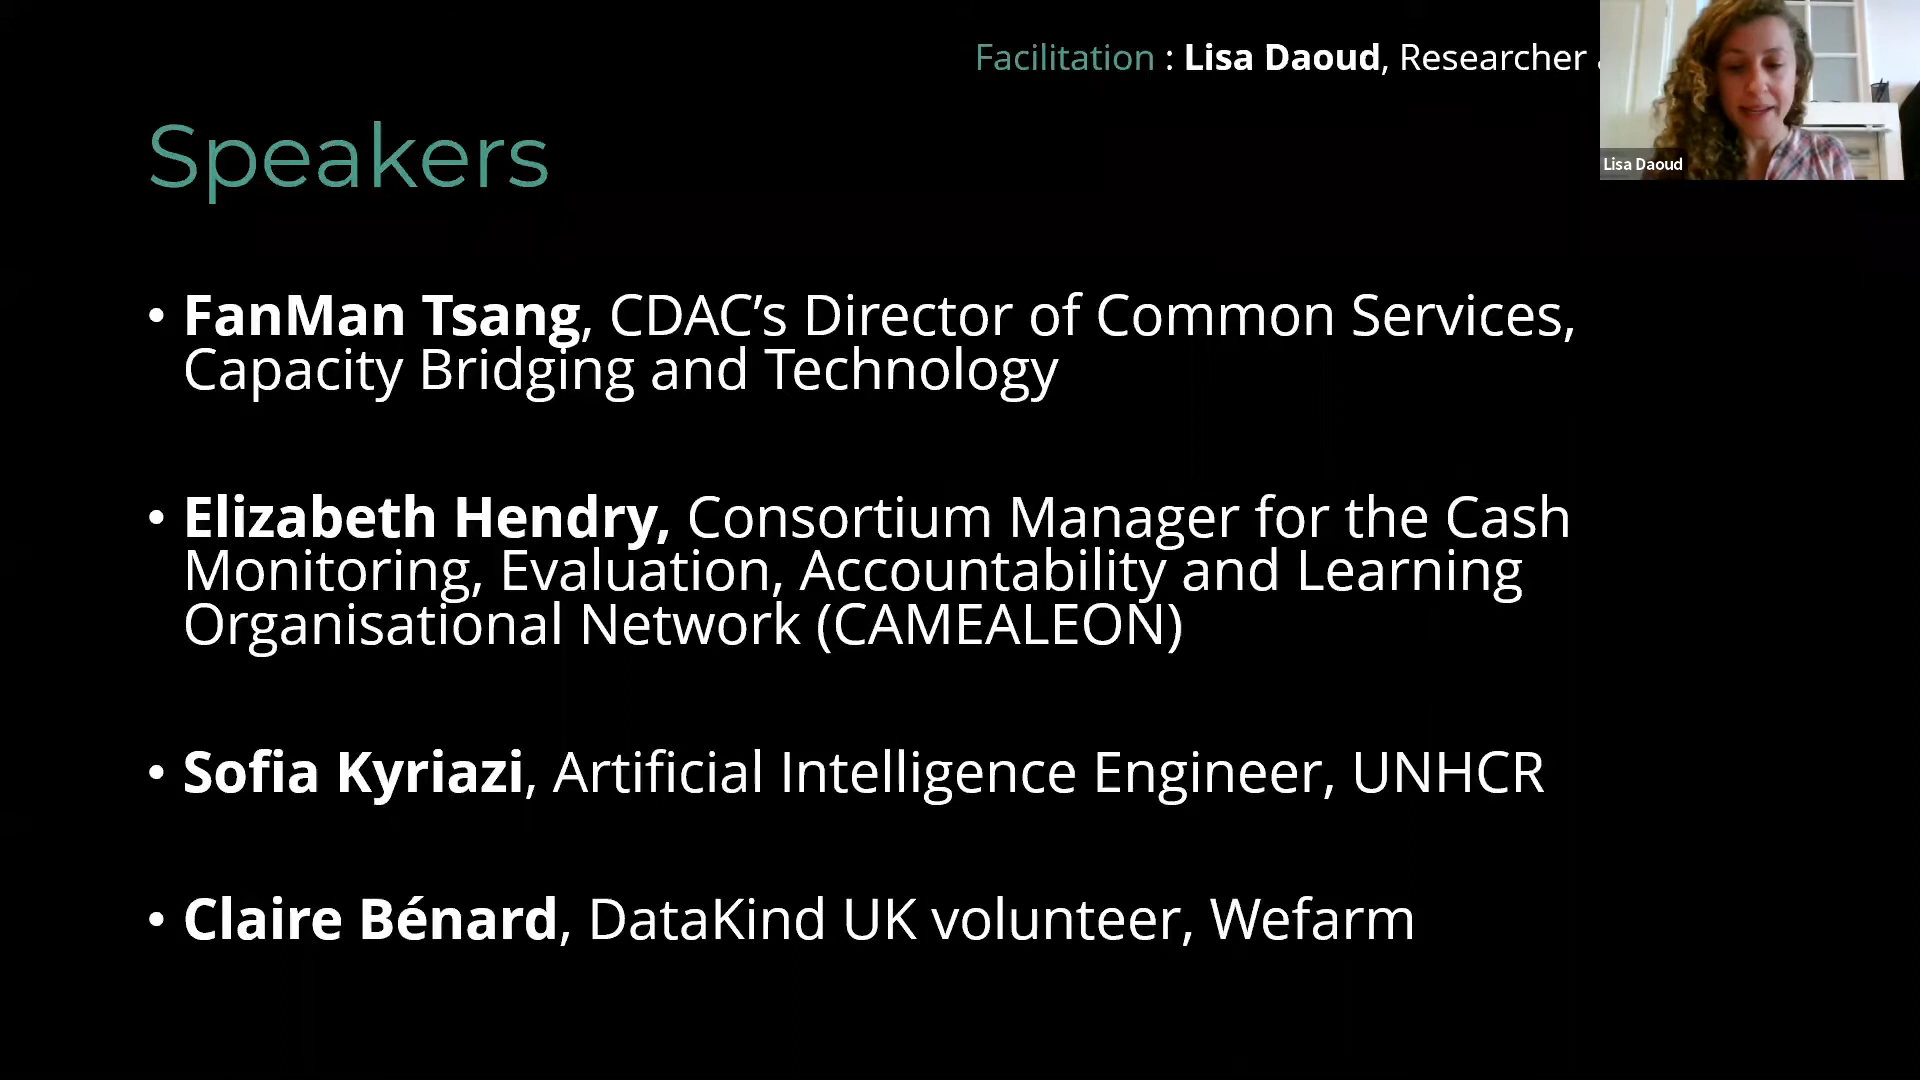 Facilitation : Lisa Daoud, Researcher
Lisa Daoud
Speakers
• FanMan Tsang, CDAC’s Director of Common Services,
Capacity Bridging and Technology
• Elizabeth Hendry, Consortium Manager for the Cash
Monitoring, Evaluation, Accountability and Learning
Organisational Network (CAMEALEON)
• Sofia Kyriazi, Artificial Intelligence Engineer, UNHCR
• Claire Bénard, DataKind UK volunteer, Wefarm